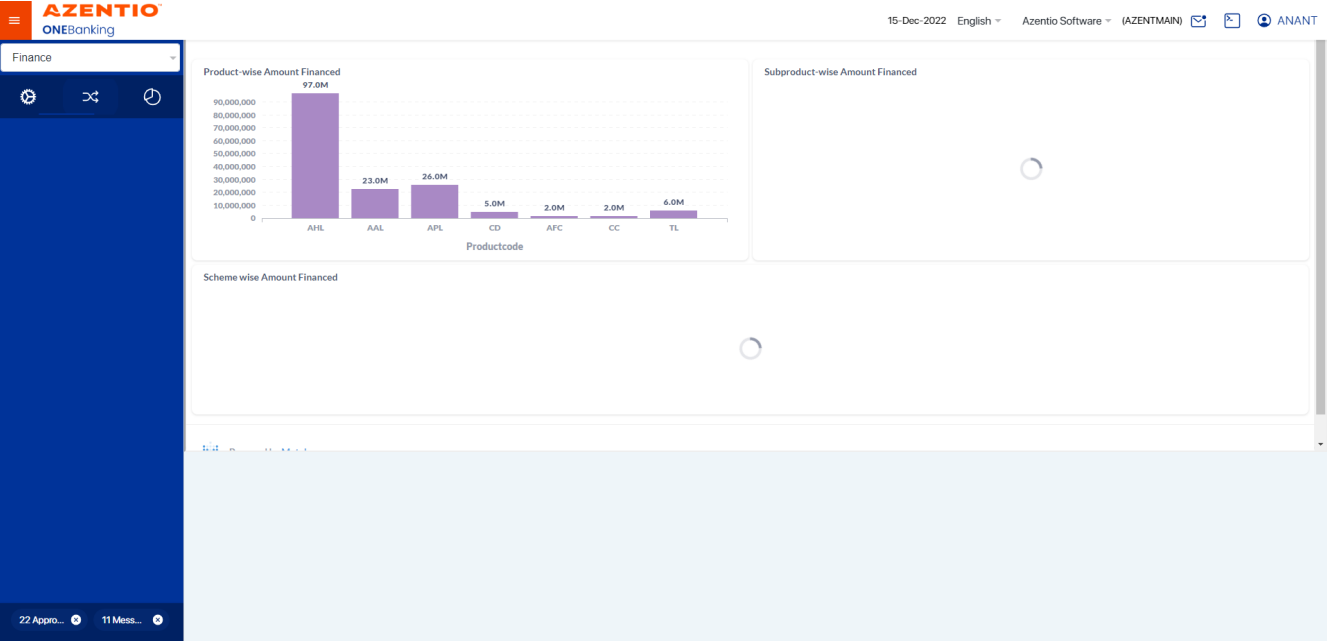 AZENTIO
ONEBanking
15-Dec-2022 English Azentio Software (AZENTMAIN) ANANT
Finance
Product-wise Amount Financed
97.0M
90,000,000
80,000,000
70,000,000
60,000,000
50,000,000
40,000,000
30,000,000
20,000,000
10,000,000
0
23.0M
26.0M
5.0M
2.0M
2.0M
6.0M
AHL AAL APL CD AFC CC TL
Productcode
Subproduct-wise Amount Financed
Scheme wise Amount Financed
22 Appro... 11 Mess...